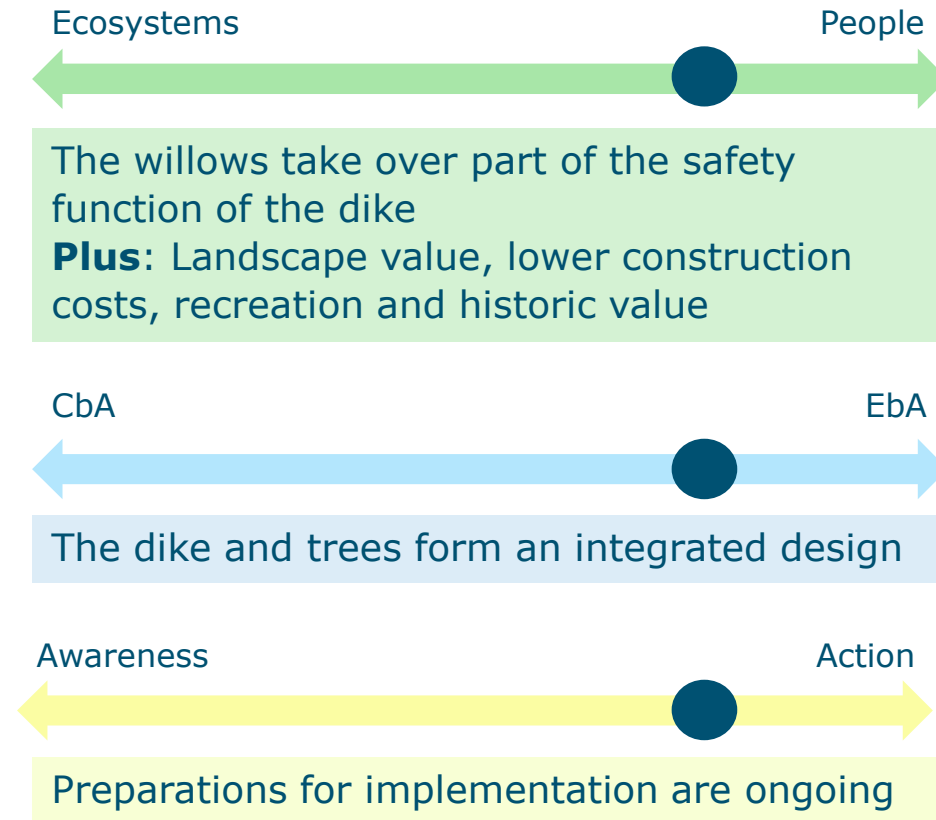 Ecosystems People
The willows take over part of the safety
function of the dike
Plus: Landscape value, lower construction
costs, recreation and historic value
CbA EbA
The dike and trees form an integrated design
Awareness Action
Preparations for implementation are ongoing